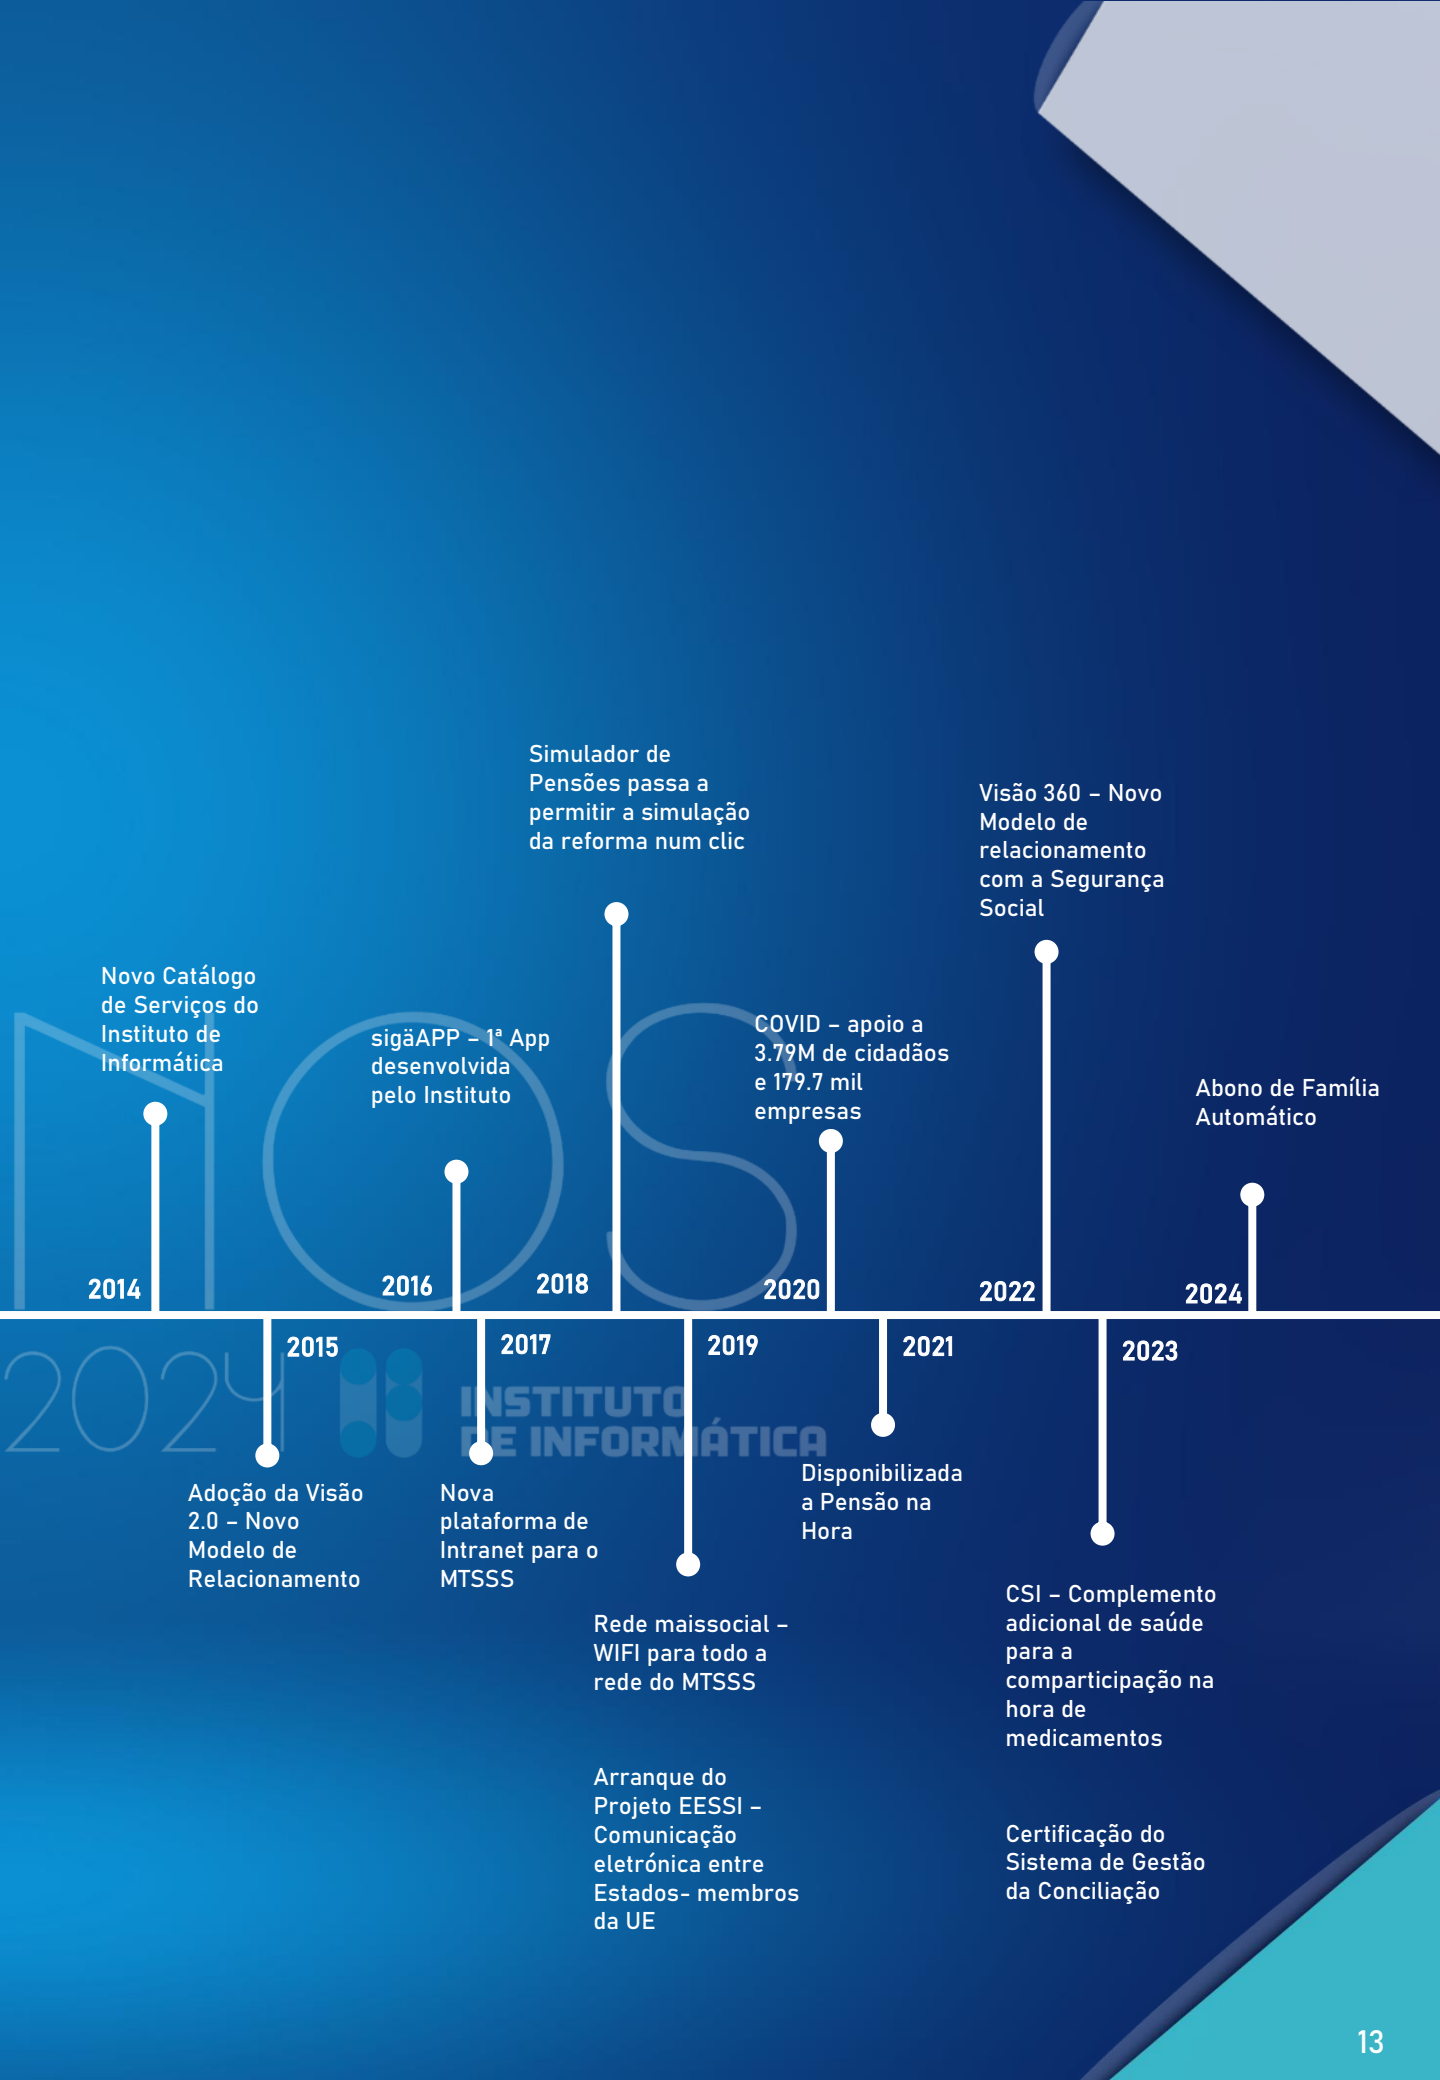 Simulador de
Pensões passa a
permitir a simulação
da reforma num clic
Visão 360 – Novo
Modelo de
relacionamento
com a Segurança
Social
Novo Catálogo
de Serviços do
Instituto de
Informática
sigäAPP – 1ª App
desenvolvida
pelo Instituto
COVID – apoio a
3.79M de cidadãos
e 179.7 mil
empresas
Abono de Família
Automático
NOS
2014
2016
2018
2020
2022
2024
2015
2017
2019
2021
2023
2024
INSTITUTO
DE INFORMÁTICA
Adoção da Visão
2.0 – Novo
Modelo de
Relacionamento
Nova
plataforma de
Intranet para o
MTSSS
Disponibilizada
a Pensão na
Hora
Rede maissocial –
WIFI para todo a
rede do MTSSS
Arranque do
Projeto EESSI –
Comunicação
eletrónica entre
Estados- membros
da UE
CSI – Complemento
adicional de saúde
para a
comparticipação na
hora de
medicamentos
Certificação do
Sistema de Gestão
da Conciliação
13